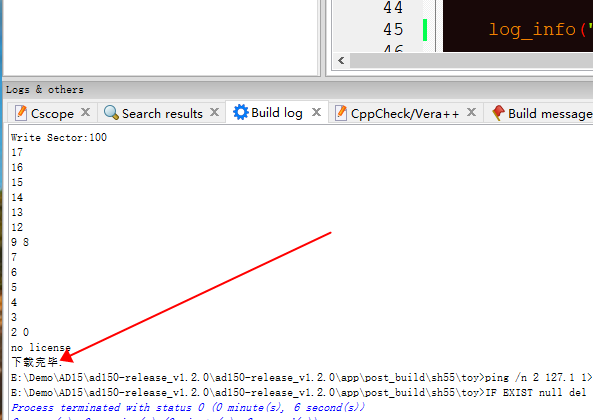 44
45
log_info("
46
Logs & others
Cscope
Search results
Build log
CppCheck/Vera++
Build message
Write Sector:100
17
16
15
14
13
12
9 8
7
6
5
4
3
2 0
no license
下载完毕.
E:\Demo\AD15\ad150-release_v1.2.0\ad150-release_v1.2.0\app\post_build\sh55\toy>ping /n 2 127.1 1>
E:\Demo\AD15\ad150-release_v1.2.0\ad150-release_v1.2.0\app\post_build\sh55\toy>IF EXIST null del
Process terminated with status 0 (0 minute(s), 6 second(s))